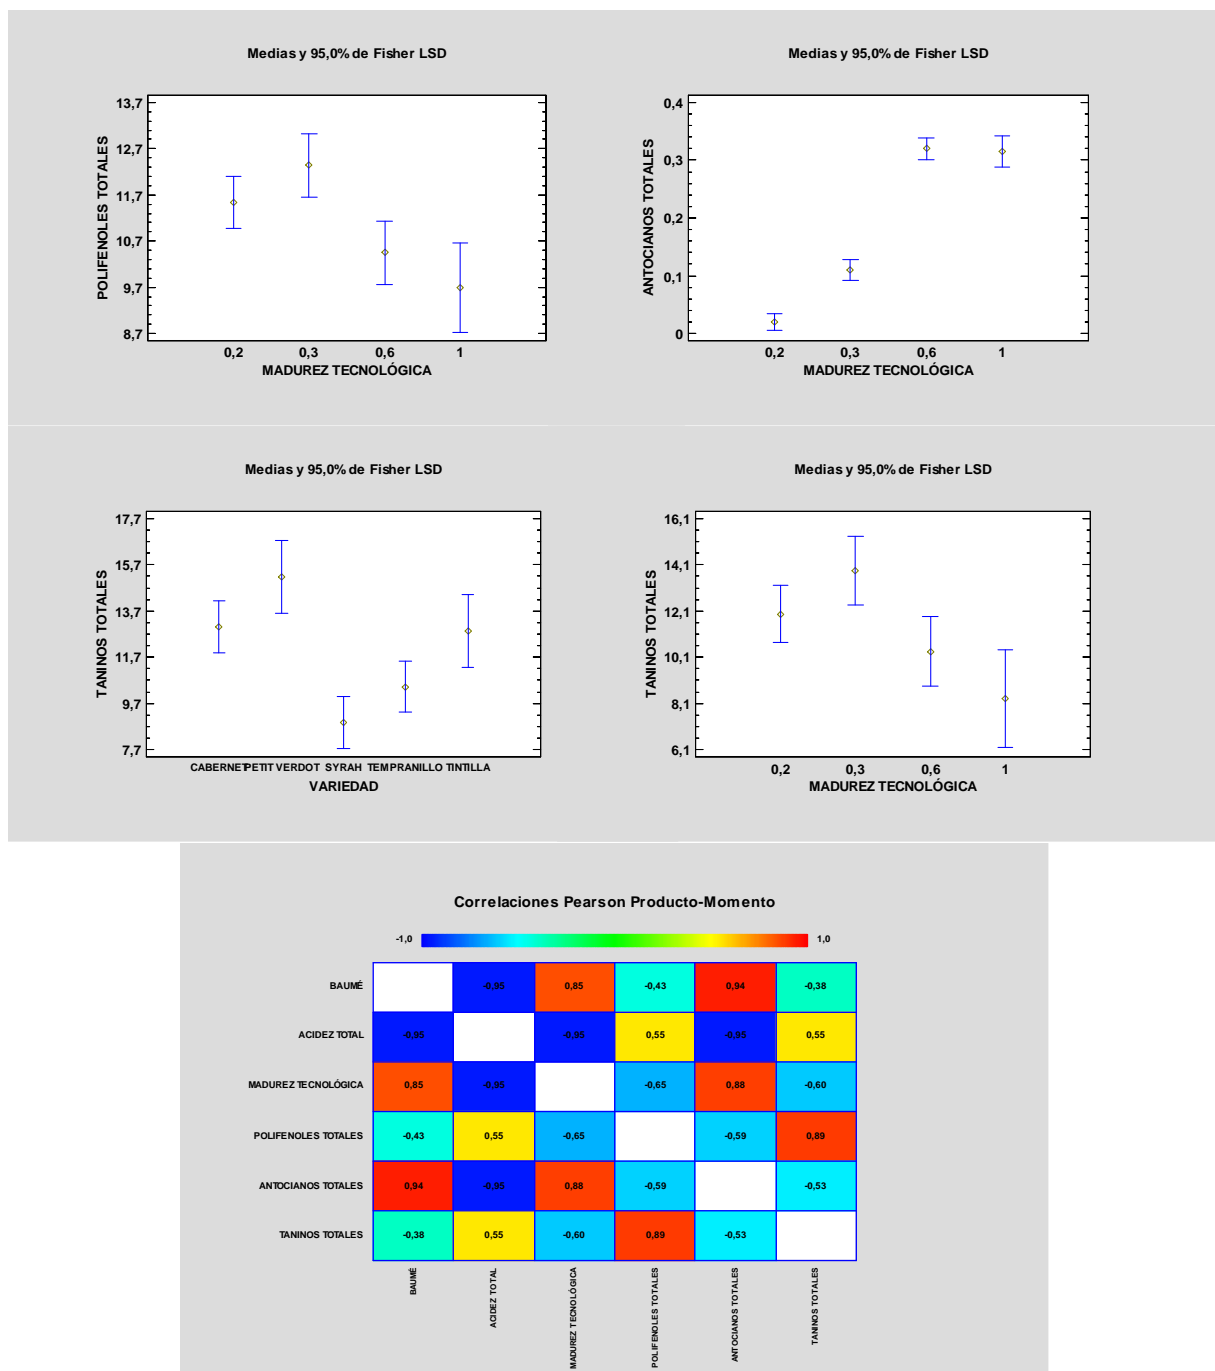 Medias y 95,0% de Fisher LSD
13,7
12,7
11,7
10,7
9,7
8,7
POLIFENOLES TOTALES
0,2 0,3 0,6 1
MADUREZ TECNOLÓGICA
Medias y 95,0% de Fisher LSD
0,4
0,3
0,2
0,1
0
ANTOCIANOS TOTALES
0,2 0,3 0,6 1
MADUREZ TECNOLÓGICA
Medias y 95,0% de Fisher LSD
17,7
15,7
13,7
11,7
9,7
7,7
TANINOS TOTALES
CABERNET PETIT VERDOT SYRAH TEMPRANILLO TINTILLA
VARIEDAD
Medias y 95,0% de Fisher LSD
16,1
14,1
12,1
10,1
8,1
6,1
TANINOS TOTALES
0,2 0,3 0,6 1
MADUREZ TECNOLÓGICA
Correlaciones Pearson Producto-Momento
-1,0 1,0
BAUMÉ -0,95 0,85 -0,43 0,94 -0,38
ACIDEZ TOTAL -0,95 -0,95 0,55 -0,95 0,55
MADUREZ TECNOLÓGICA 0,85 -0,95 -0,65 0,88 -0,60
POLIFENOLES TOTALES -0,43 0,55 -0,65 -0,59 0,89
ANTOCIANOS TOTALES 0,94 -0,95 0,88 -0,59 -0,53
TANINOS TOTALES -0,38 0,55 -0,60 0,89 -0,53
BAUMÉ
ACIDEZ TOTAL
MADUREZ TECNOLÓGICA
POLIFENOLES TOTALES
ANTOCIANOS TOTALES
TANINOS TOTALES